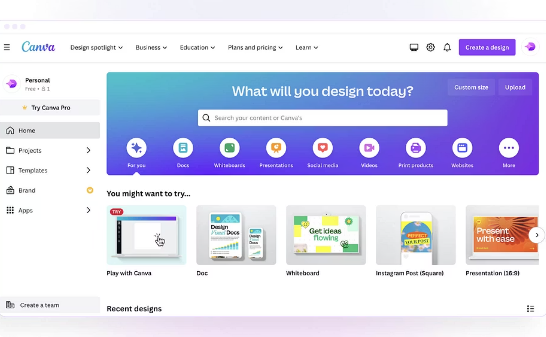 Canva
Design spotlight
Business
Education
Plans and pricing
Learn
Create a design
Personal
Free •
Try Canva Pro
Home
Projects
Templates
Brand
Apps
Create a team
What will you design today?
Custom size
Upload
Search your content or Canva's
For you
Docs
Whiteboards
Presentations
Social media
Videos
Print products
Websites
More
You might want to try...
TRY
Design
Docs
Get ideas
flowing
Present
with ease
Play with Canva
Doc
Whiteboard
Instagram Post (Square)
Presentation (16:9)
Recent designs